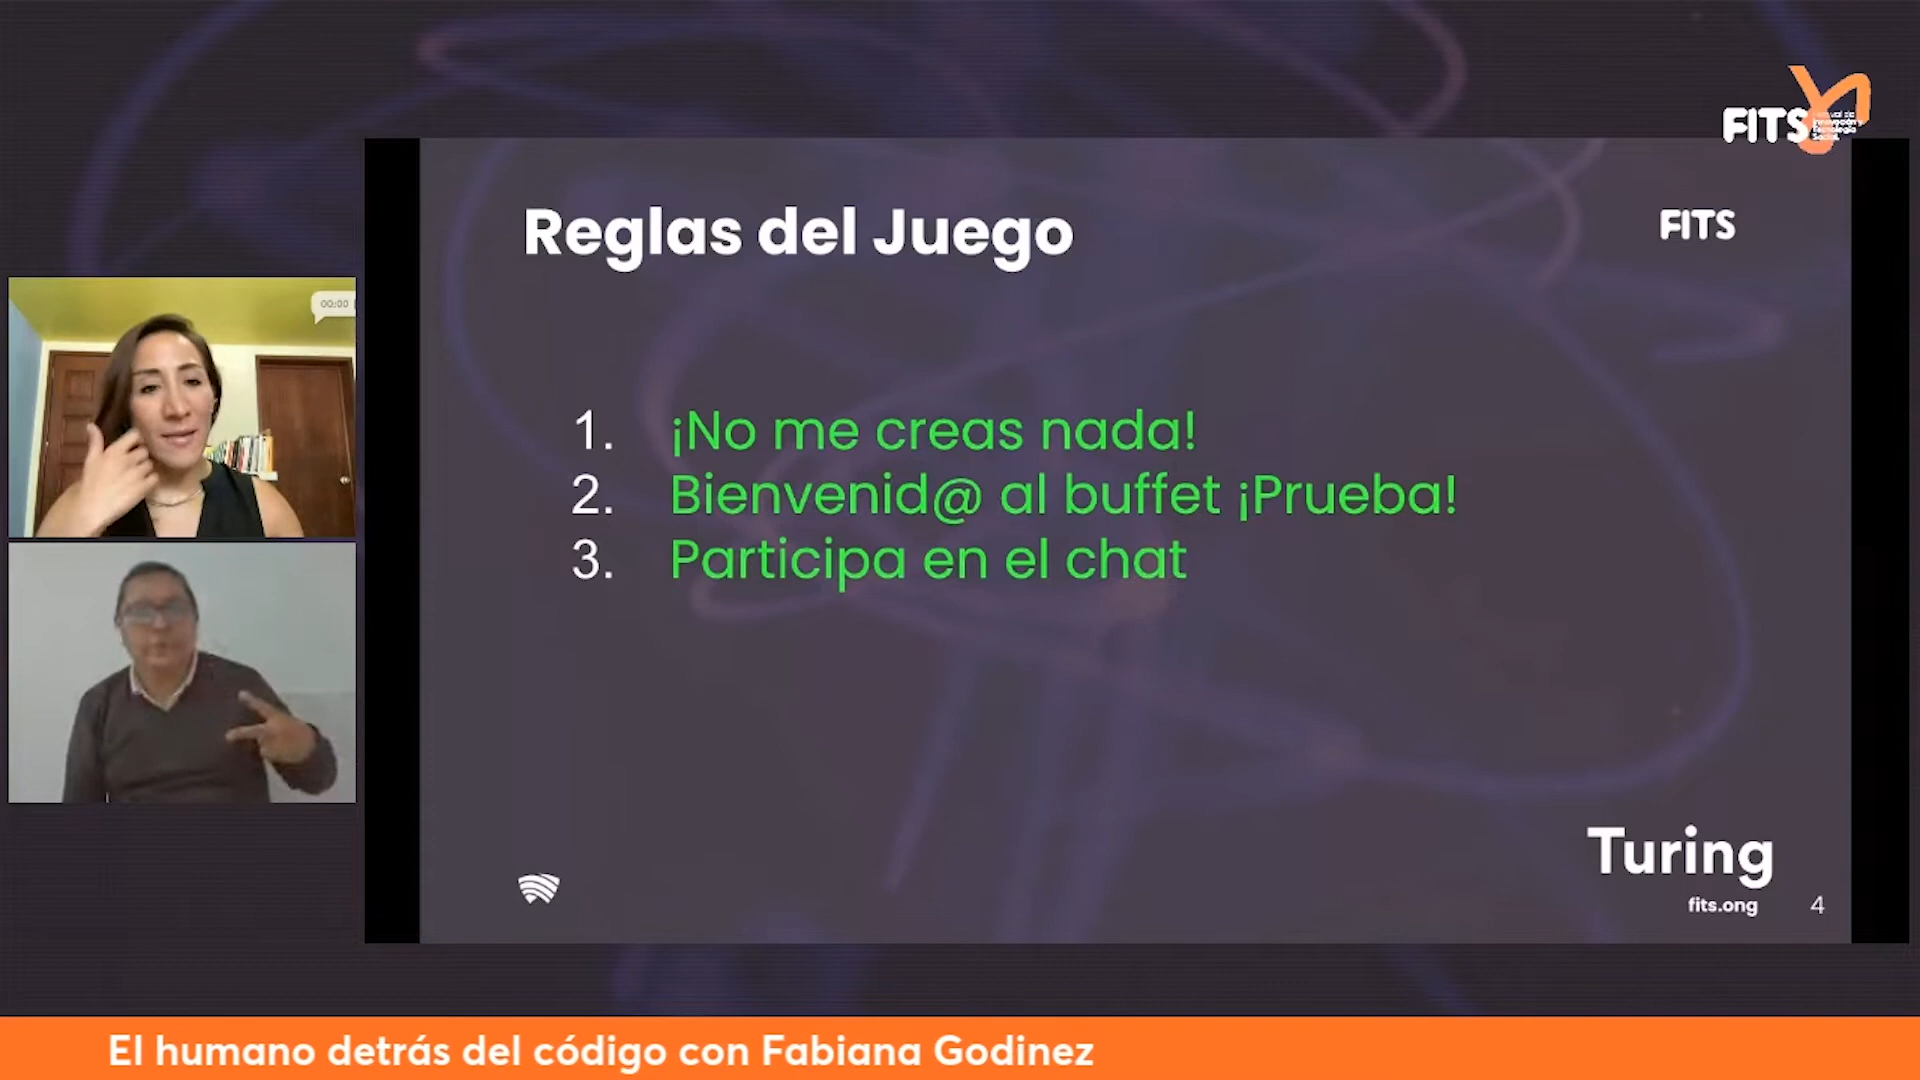 FITS
00:00
Reglas del Juego
FITS
1. ¡No me creas nada!
2. Bienvenid@ al buffet ¡Prueba!
3. Participa en el chat
Turing
fits.ong
4
El humano detrás del código con Fabiana Godinez